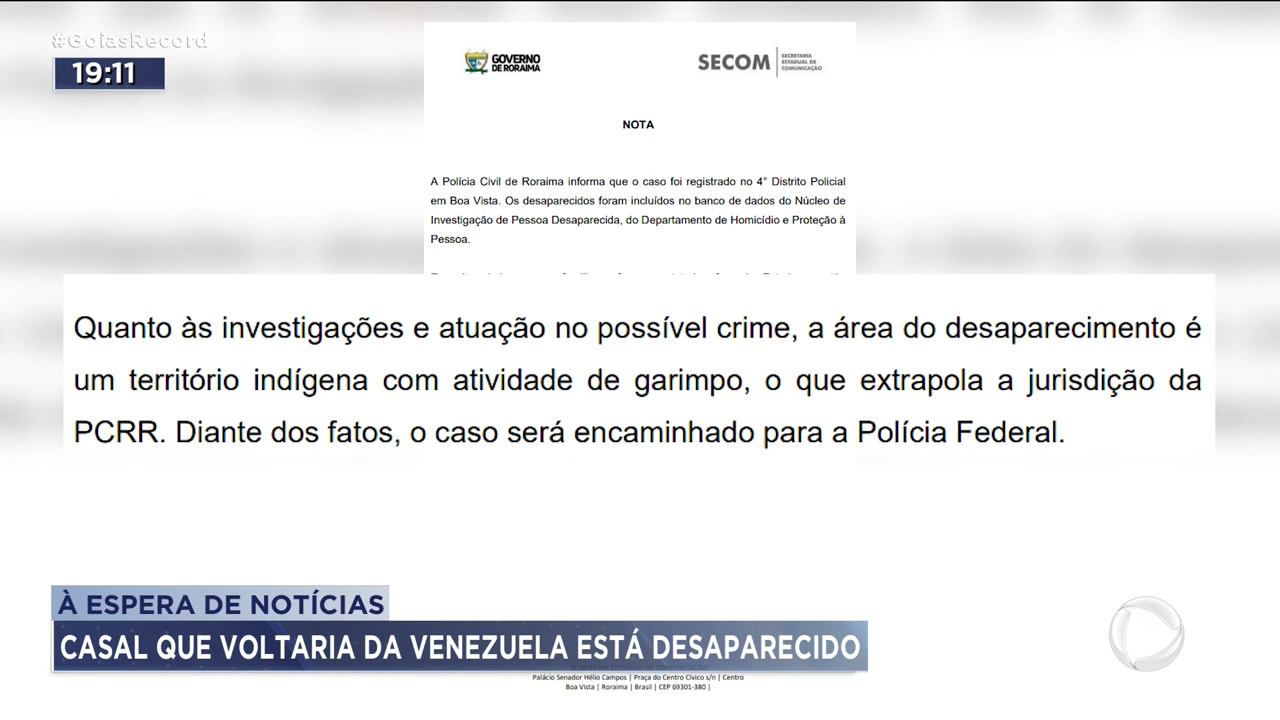 #GoiasRecord
19:11
GOVERNO
DE RORAIMA
SECOM
SECRETARIA
ESTADUAL DE
COMUNICAÇÃO
NOTA
A Polícia Civil de Roraima informa que o caso foi registrado no 4° Distrito Policial
em Boa Vista. Os desaparecidos foram incluídos no banco de dados do Núcleo de
Investigação de Pessoa Desaparecida, do Departamento de Homicídio e Proteção à
Pessoa.
Quanto às investigações e atuação no possível crime, a área do desaparecimento é
um território indígena com atividade de garimpo, o que extrapola a jurisdição da
PCRR. Diante dos fatos, o caso será encaminhado para a Polícia Federal.
À ESPERA DE NOTÍCIAS
CASAL QUE VOLTARIA DA VENEZUELA ESTÁ DESAPARECIDO
Palácio Senador Hélio Campos | Praça do Centro Cívico s/n | Centro
Boa Vista | Roraima | Brasil | CEP 69301-380 |